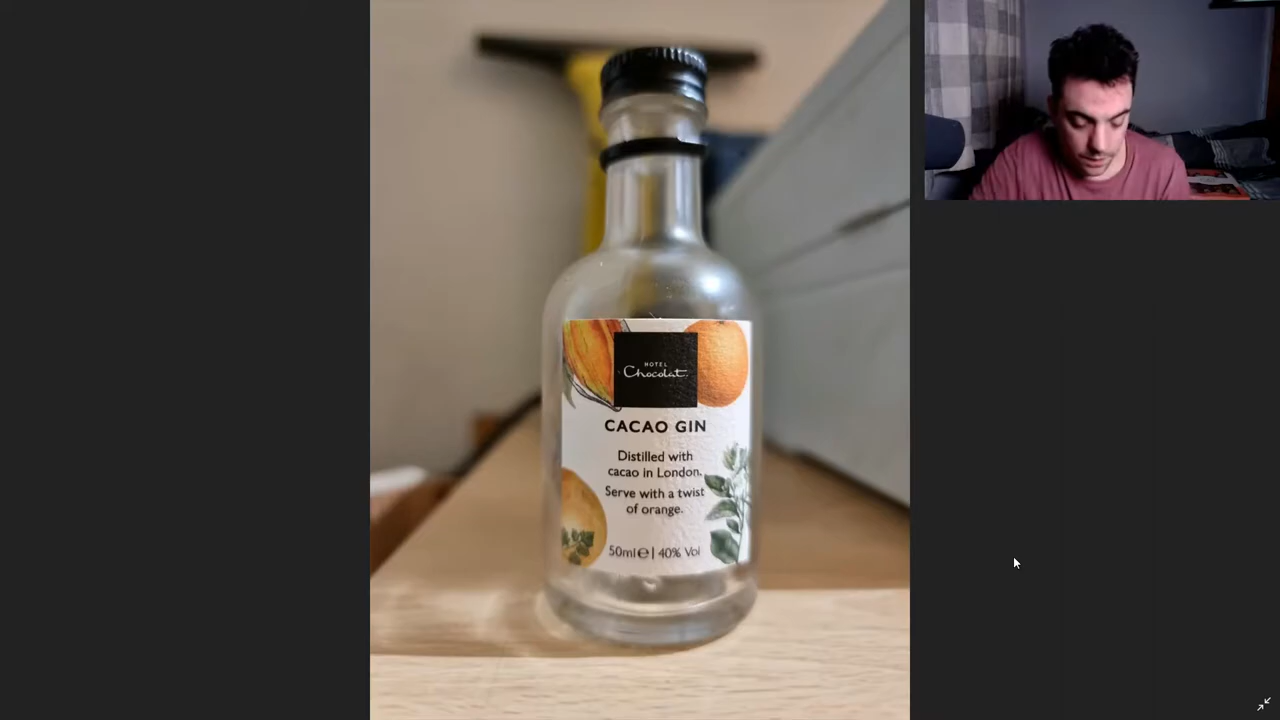 HOTEL
Chocolat.
CACAO GIN
Distilled with
cacao in London.
Serve with a twist
of orange.
50ml℮ | 40% Vol